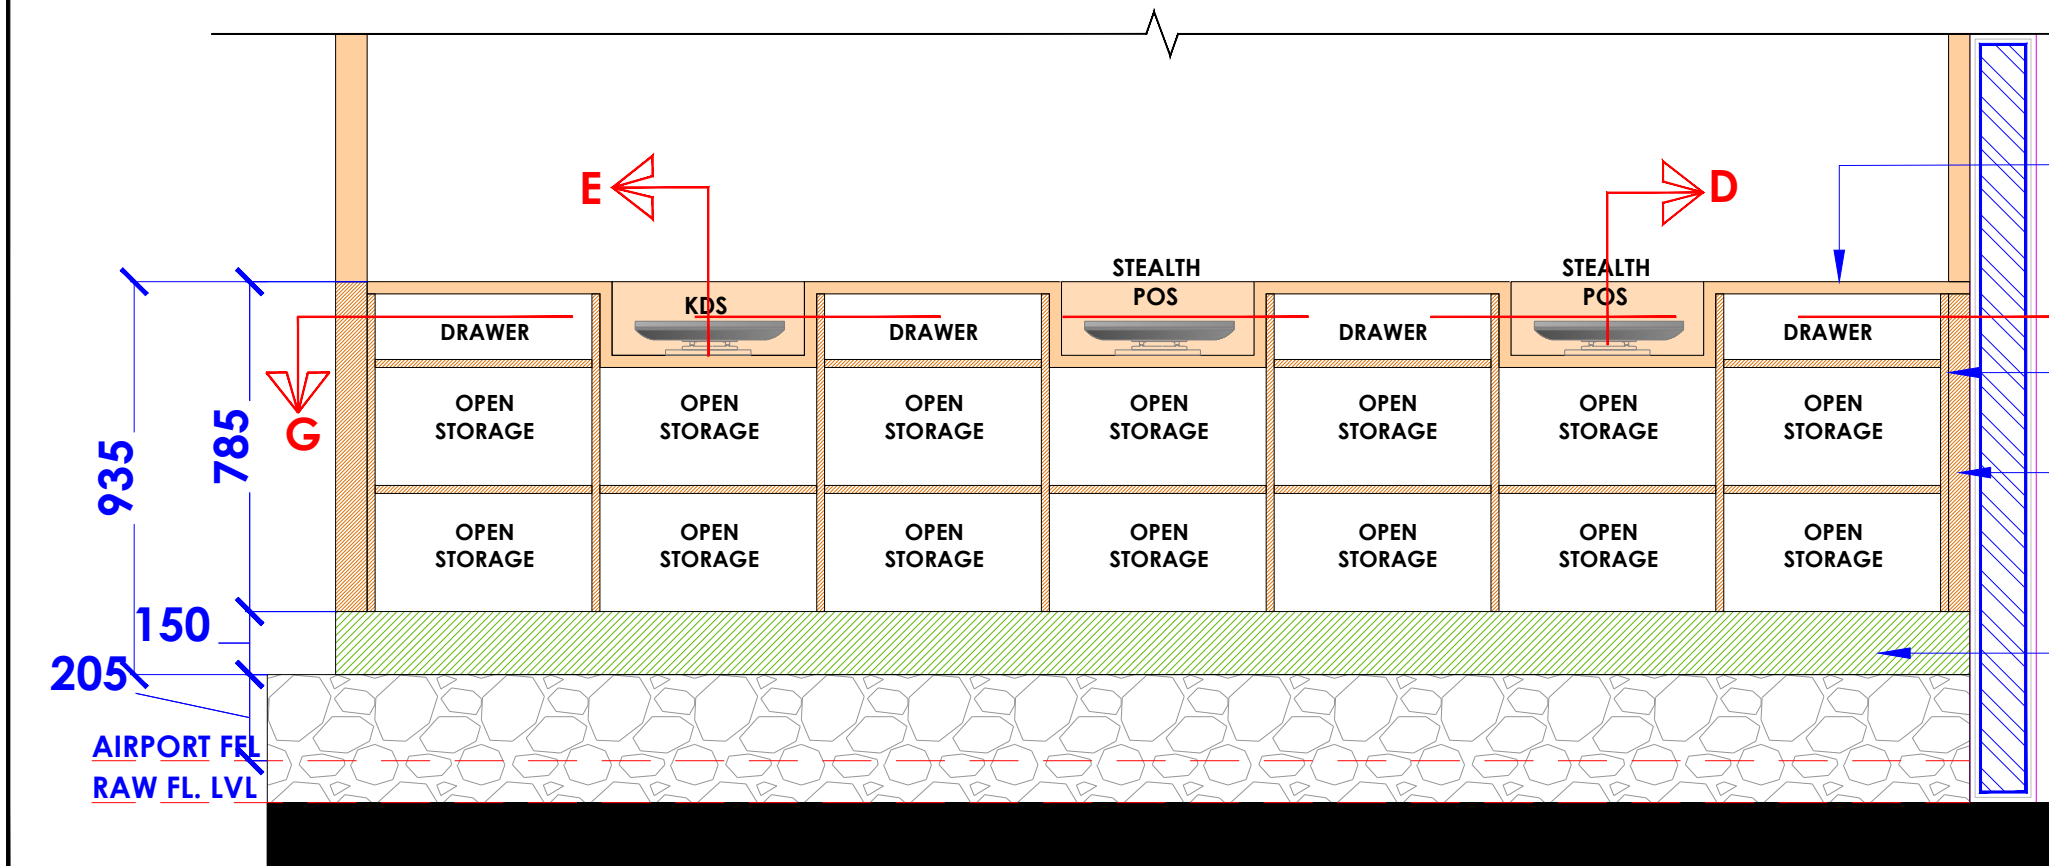 E
D
STEALTH
POS
STEALTH
POS
KDS
DRAWER
DRAWER
DRAWER
DRAWER
G
OPEN
STORAGE
OPEN
STORAGE
OPEN
STORAGE
OPEN
STORAGE
OPEN
STORAGE
OPEN
STORAGE
OPEN
STORAGE
935
785
OPEN
STORAGE
OPEN
STORAGE
OPEN
STORAGE
OPEN
STORAGE
OPEN
STORAGE
OPEN
STORAGE
OPEN
STORAGE
150
205
AIRPORT FFL
RAW FL. LVL